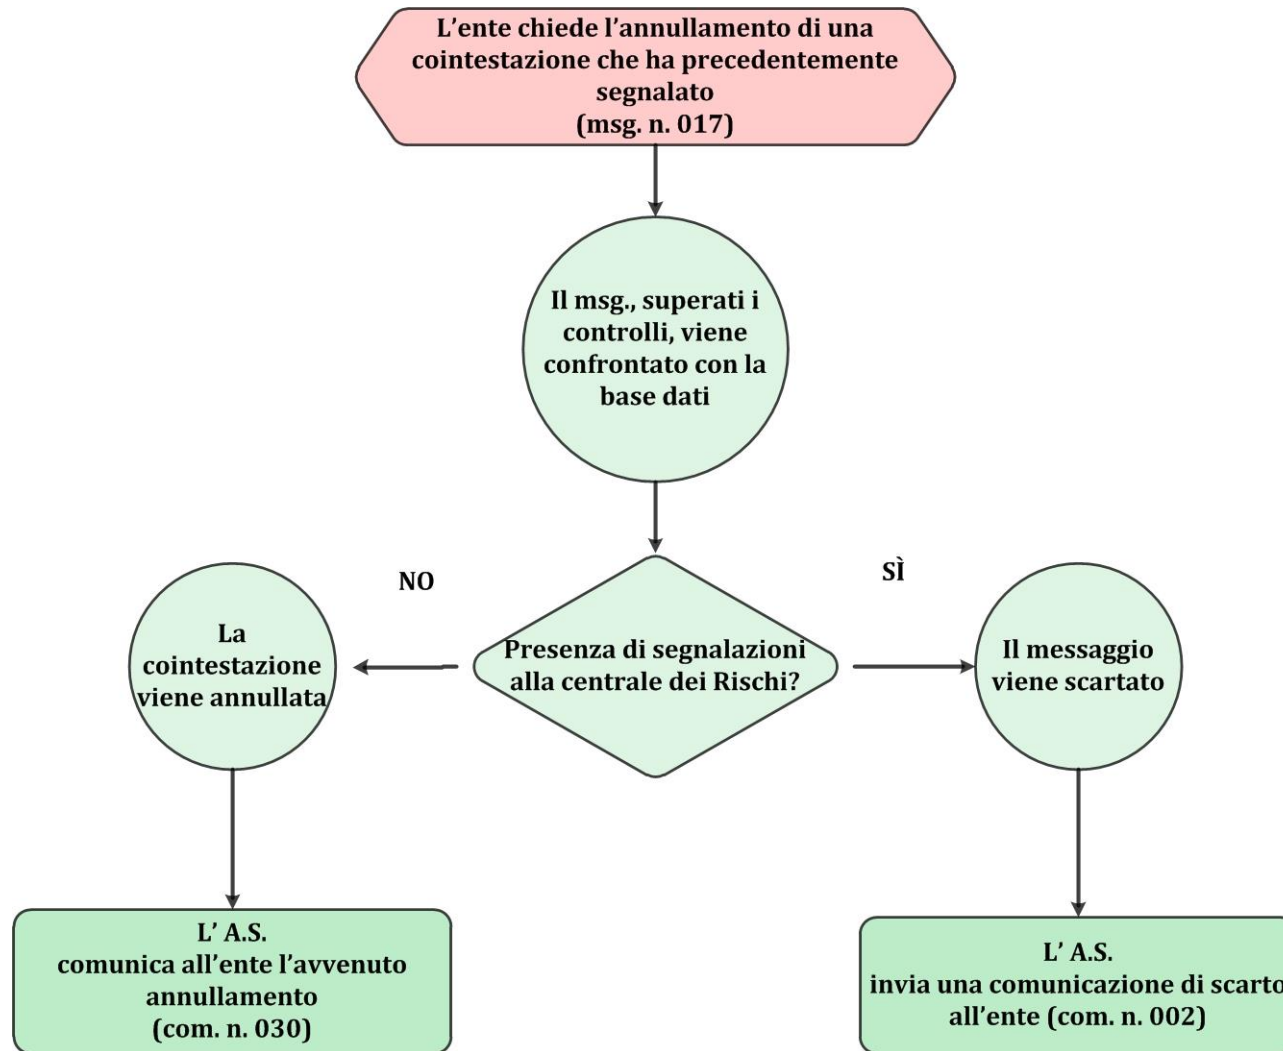 L’ente chiede l’annullamento di una
cointestazione che ha precedentemente
segnalato
(msg. n. 017)
Il msg., superati i
controlli, viene
confrontato con la
base dati
NO
SÌ
La
cointestazione
viene annullata
Presenza di segnalazioni
alla centrale dei Rischi?
Il messaggio
viene scartato
L’ A.S.
comunica all’ente l’avvenuto
annullamento
(com. n. 030)
L’ A.S.
invia una comunicazione di scarto
all’ente (com. n. 002)